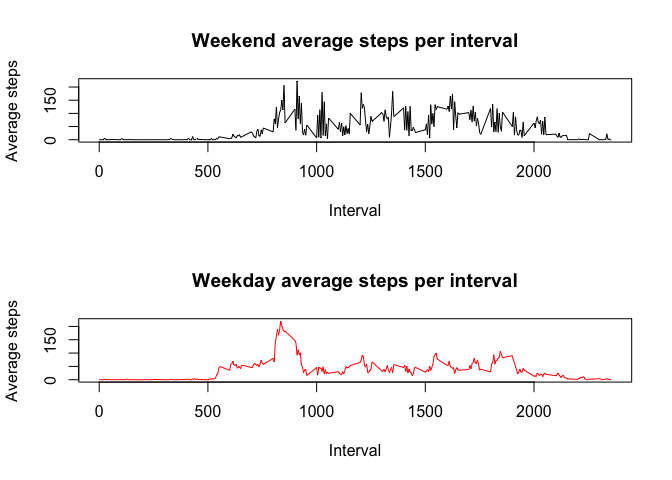 Weekend average steps per interval
Average steps
150
0
0 500 1000 1500 2000
Interval
Weekday average steps per interval
Average steps
150
0
0 500 1000 1500 2000
Interval